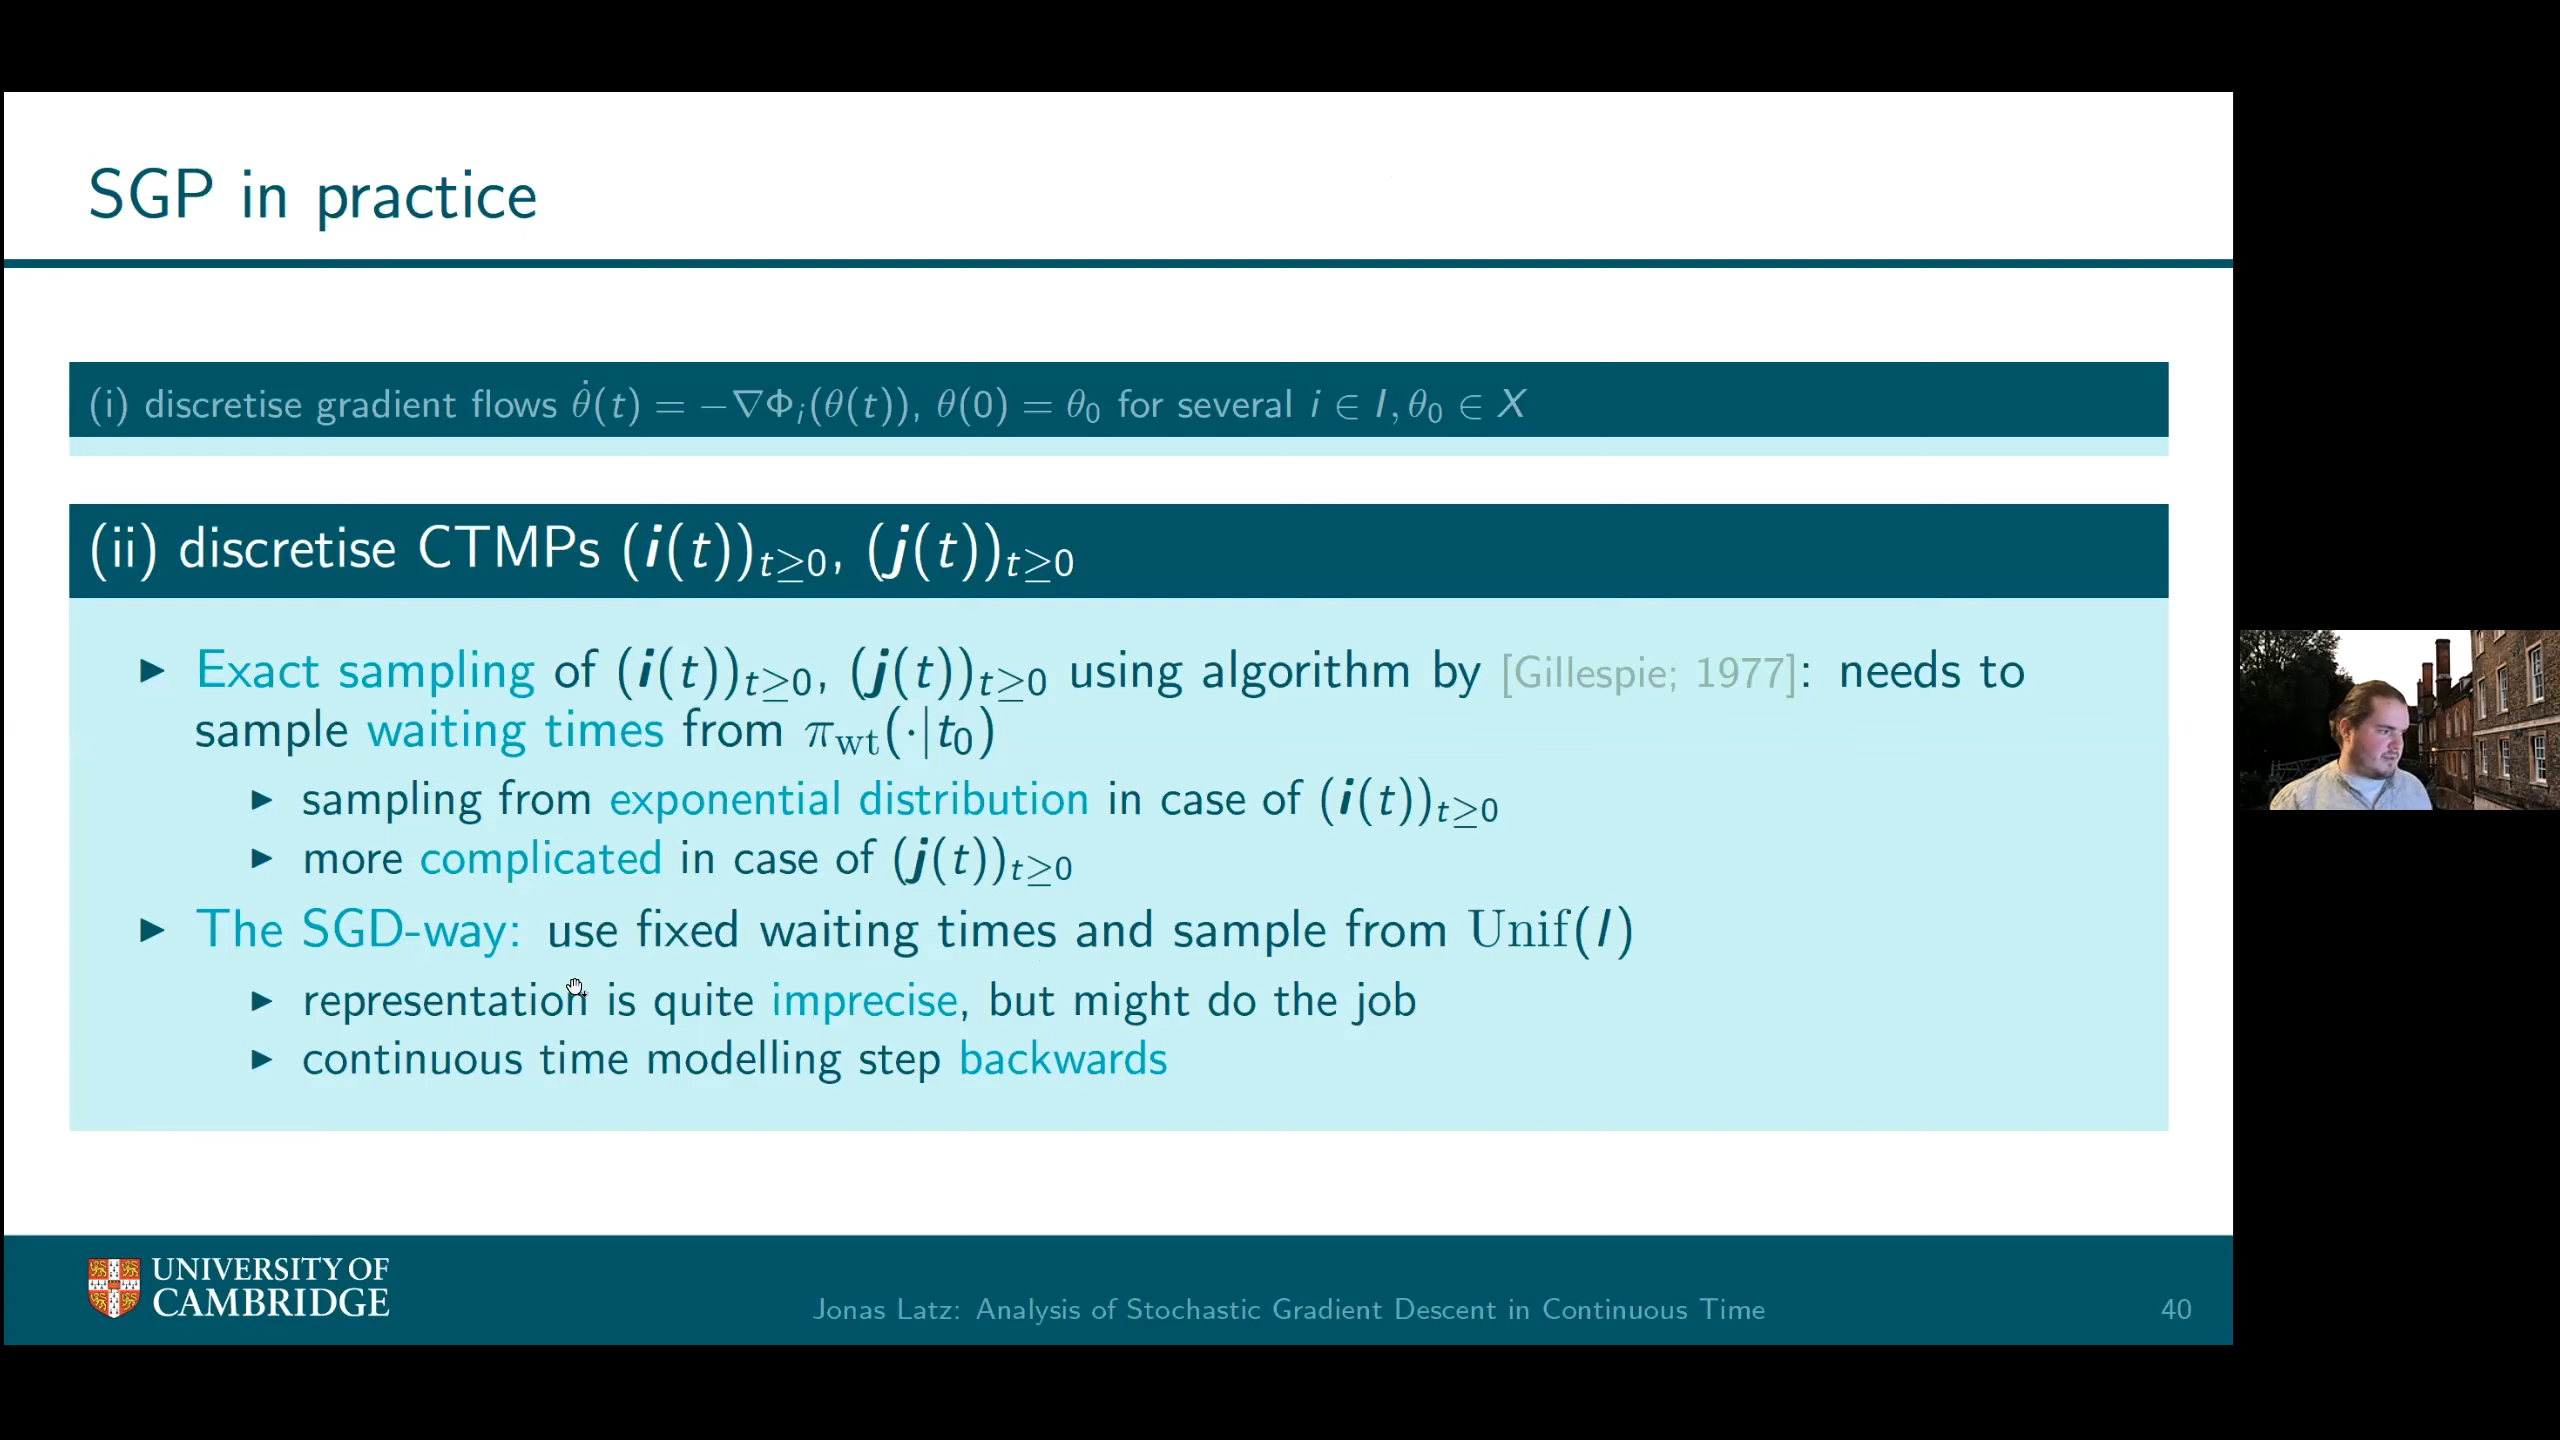 SGP in practice
(i) discretise gradient flows θ̇(t) = −∇Φᵢ(θ(t)), θ(0) = θ₀ for several i ∈ I, θ₀ ∈ X
(ii) discretise CTMPs (i(t))ₜ≥₀, (j(t))ₜ≥₀
▶ Exact sampling of (i(t))ₜ≥₀, (j(t))ₜ≥₀ using algorithm by [Gillespie; 1977]: needs to
sample waiting times from π_wt(·|t₀)
▶ sampling from exponential distribution in case of (i(t))ₜ≥₀
▶ more complicated in case of (j(t))ₜ≥₀
▶ The SGD-way: use fixed waiting times and sample from Unif(I)
▶ representation is quite imprecise, but might do the job
▶ continuous time modelling step backwards
UNIVERSITY OF
CAMBRIDGE
Jonas Latz: Analysis of Stochastic Gradient Descent in Continuous Time
40